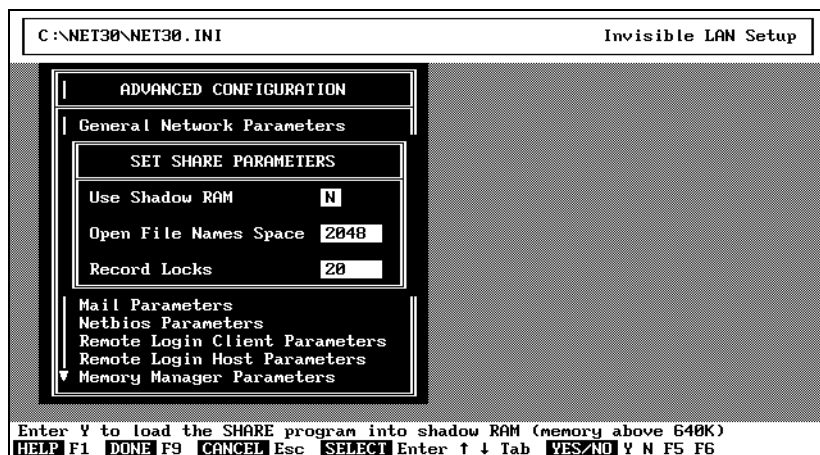 C:\NET30\NET30.INI Invisible LAN Setup
ADVANCED CONFIGURATION
General Network Parameters
SET SHARE PARAMETERS
Use Shadow RAM N
Open File Names Space 2048
Record Locks 20
Mail Parameters
Netbios Parameters
Remote Login Client Parameters
Remote Login Host Parameters
▼ Memory Manager Parameters
Enter Y to load the SHARE program into shadow RAM (memory above 640K)
HELP F1 DONE F9 CANCEL Esc SELECT Enter ↑ ↓ Tab YES/NO Y N F5 F6